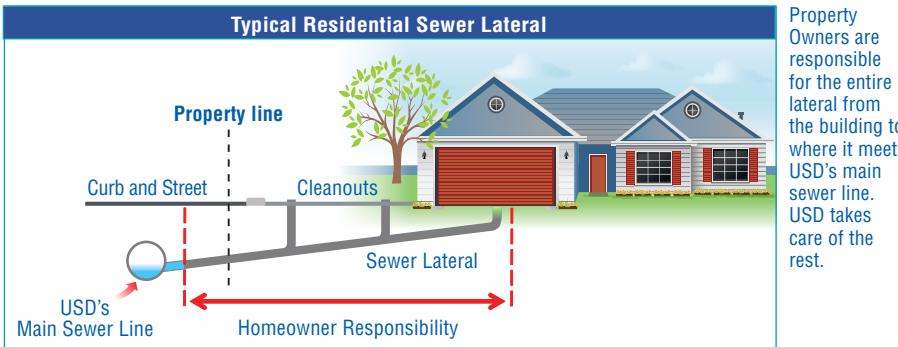 Typical Residential Sewer Lateral
Property line
Curb and Street
Cleanouts
Sewer Lateral
USD's
Main Sewer Line
Homeowner Responsibility
Property
Owners are
responsible
for the entire
lateral from
the building to
where it meet
USD's main
sewer line.
USD takes
care of the
rest.